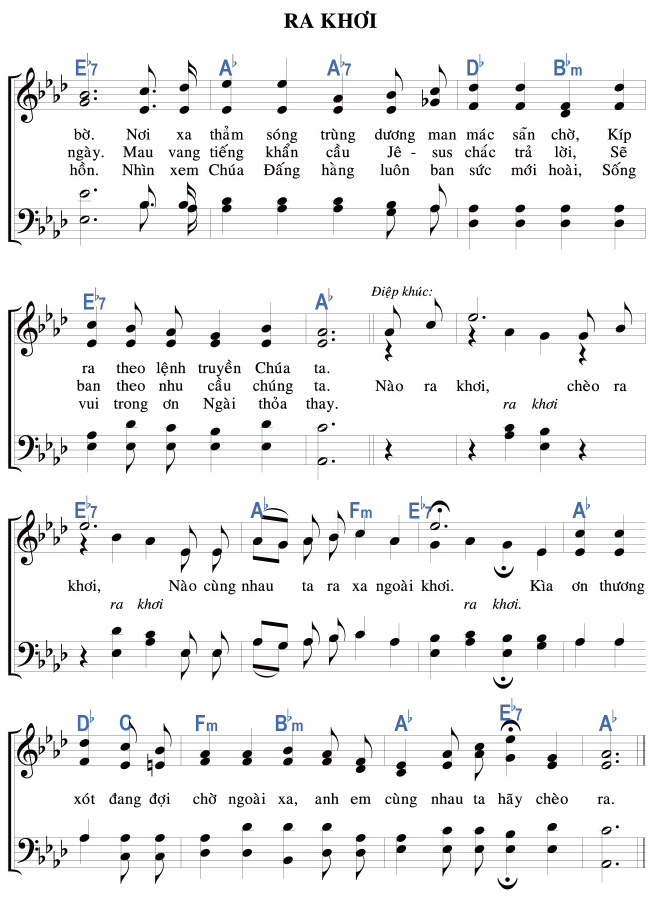 RA KHƠI
E♭7 A♭ A♭7 D♭ B♭m
bờ. Nơi xa thảm sóng trùng dương man mác sẵn chờ, Kíp
ngày. Mau vang tiếng khẩn cầu Jê - sus chắc trả lời, Sẽ
hồn. Nhìn xem Chúa Đấng hằng luôn ban sức mới hoài, Sống
E♭7 A♭ Điệp khúc:
ra theo lệnh truyền Chúa ta.
ban theo nhu cầu chúng ta. Nào ra khơi, chèo ra
vui trong ơn Ngài thỏa thay. ra khơi
E♭7 A♭ Fm E♭7 A♭
khơi, Nào cùng nhau ta ra xa ngoài khơi. Kìa ơn thương
ra khơi ra khơi.
D♭ C Fm B♭m A♭ E♭7 A♭
xót đang đợi chờ ngoài xa, anh em cùng nhau ta hãy chèo ra.